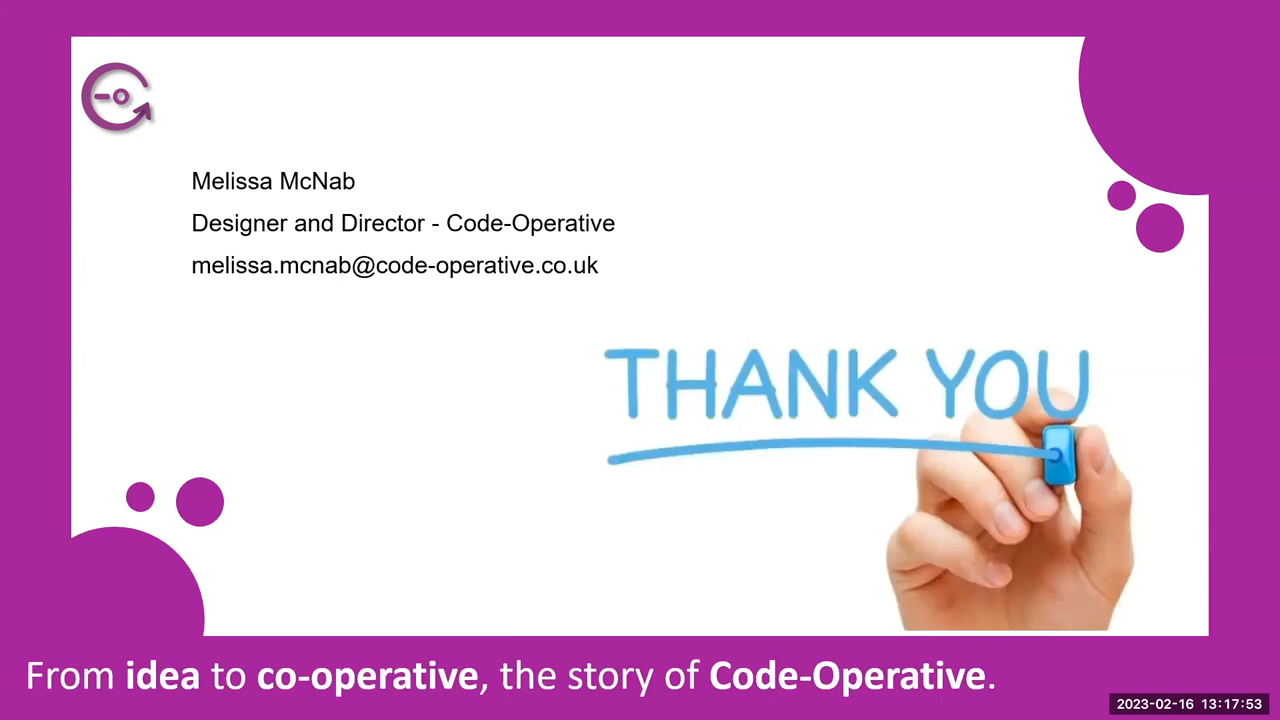 Melissa McNab
Designer and Director - Code-Operative
melissa.mcnab@code-operative.co.uk
THANK YOU
From idea to co-operative, the story of Code-Operative.
2023-02-16 13:17:53